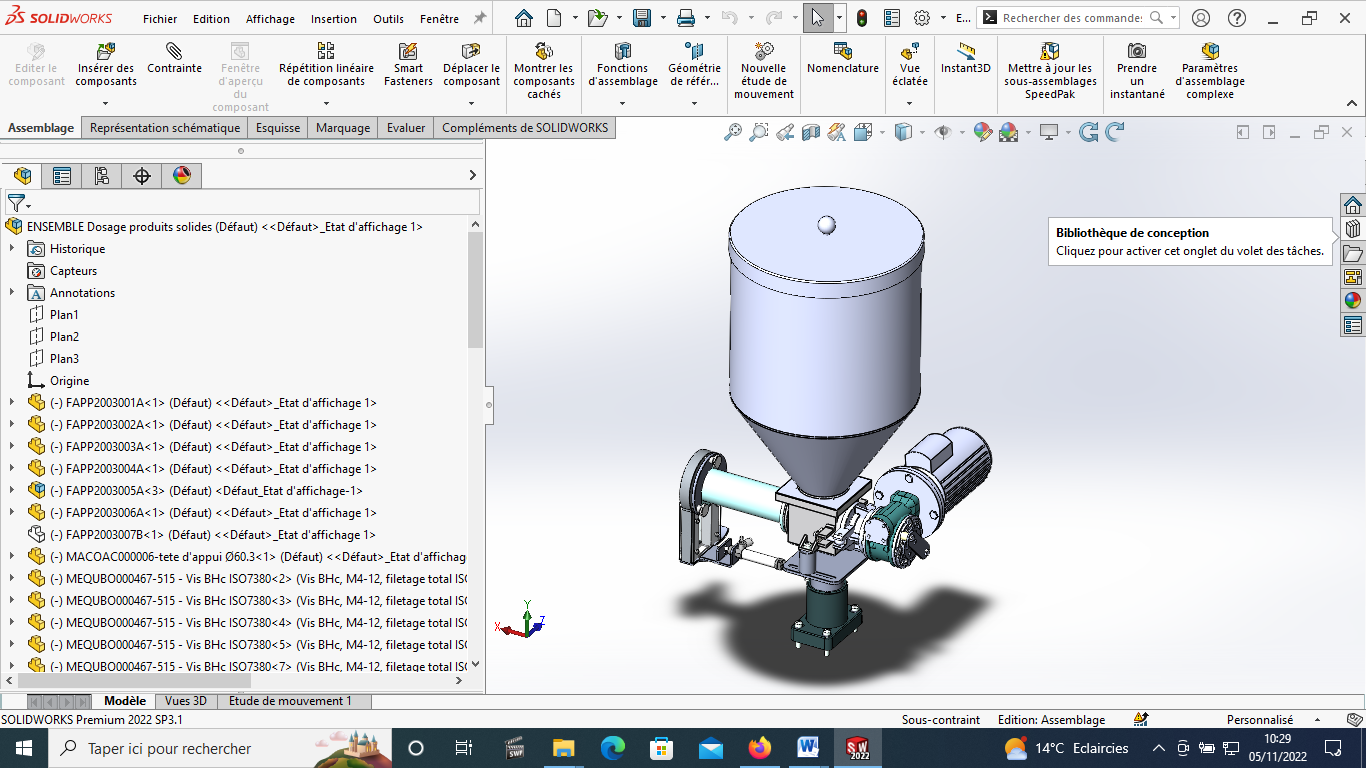 SOLIDWORKS
Fichier Edition Affichage Insertion Outils Fenêtre E... Rechercher des commandes
Editer le composant
Insérer des composants
Contrainte
Fenêtre d'aperçu du composant
Répétition linéaire de composants
Smart Fasteners
Déplacer le composant
Montrer les composants cachés
Fonctions d'assemblage
Géométrie de référ...
Nouvelle étude de mouvement
Nomenclature
Vue éclatée
Instant3D
Mettre à jour les sous-assemblages SpeedPak
Prendre un instantané
Paramètres d'assemblage complexe
Assemblage Représentation schématique Esquisse Marquage Evaluer Compléments de SOLIDWORKS
ENSEMBLE Dosage produits solides (Défaut) <<Défaut>_Etat d'affichage 1>
Historique
Capteurs
Annotations
Plan1
Plan2
Plan3
Origine
(-) FAPP2003001A<1> (Défaut) <<Défaut>_Etat d'affichage 1>
(-) FAPP2003002A<1> (Défaut) <<Défaut>_Etat d'affichage 1>
(-) FAPP2003003A<1> (Défaut) <<Défaut>_Etat d'affichage 1>
(-) FAPP2003004A<1> (Défaut) <<Défaut>_Etat d'affichage 1>
(-) FAPP2003005A<3> (Défaut) <Défaut_Etat d'affichage-1>
(-) FAPP2003006A<1> (Défaut) <<Défaut>_Etat d'affichage 1>
(-) FAPP2003007B<1> (Défaut) <<Défaut>_Etat d'affichage 1>
(-) MACOAC000006-tete d'appui Ø60.3<1> (Défaut) <<Défaut>_Etat d'affichag
(-) MEQUBO000467-515 - Vis BHc ISO7380<2> (Vis BHc, M4-12, filetage total IS
(-) MEQUBO000467-515 - Vis BHc ISO7380<3> (Vis BHc, M4-12, filetage total IS
(-) MEQUBO000467-515 - Vis BHc ISO7380<4> (Vis BHc, M4-12, filetage total IS
(-) MEQUBO000467-515 - Vis BHc ISO7380<5> (Vis BHc, M4-12, filetage total IS
(-) MEQUBO000467-515 - Vis BHc ISO7380<7> (Vis BHc, M4-12, filetage total IS
Bibliothèque de conception
Cliquez pour activer cet onglet du volet des tâches.
Y
X
Z
Modèle Vues 3D Etude de mouvement 1
SOLIDWORKS Premium 2022 SP3.1 Sous-contraint Edition: Assemblage Personnalisé
Taper ici pour rechercher
SWF
SW 2022
14°C Eclaircies
10:29
05/11/2022